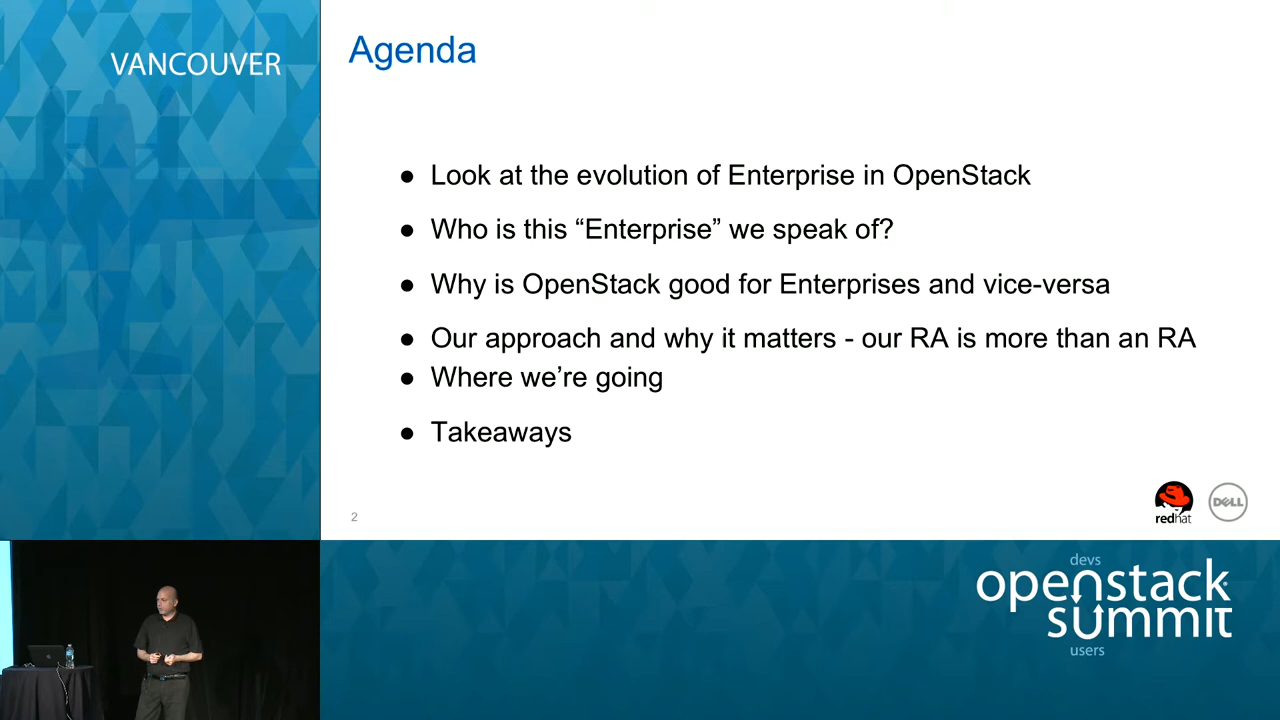 VANCOUVER
Agenda
● Look at the evolution of Enterprise in OpenStack
● Who is this “Enterprise” we speak of?
● Why is OpenStack good for Enterprises and vice-versa
● Our approach and why it matters - our RA is more than an RA
● Where we’re going
● Takeaways
redhat
DELL
2
devs
openstack
summit
users